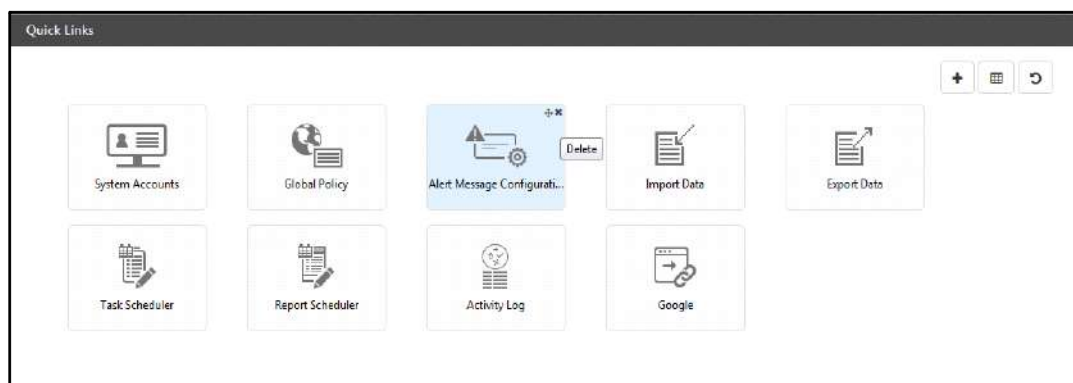 Quick Links
System Accounts
Global Policy
Alert Message Configurati...
Delete
Import Data
Export Data
Task Scheduler
Report Scheduler
Activity Log
Google